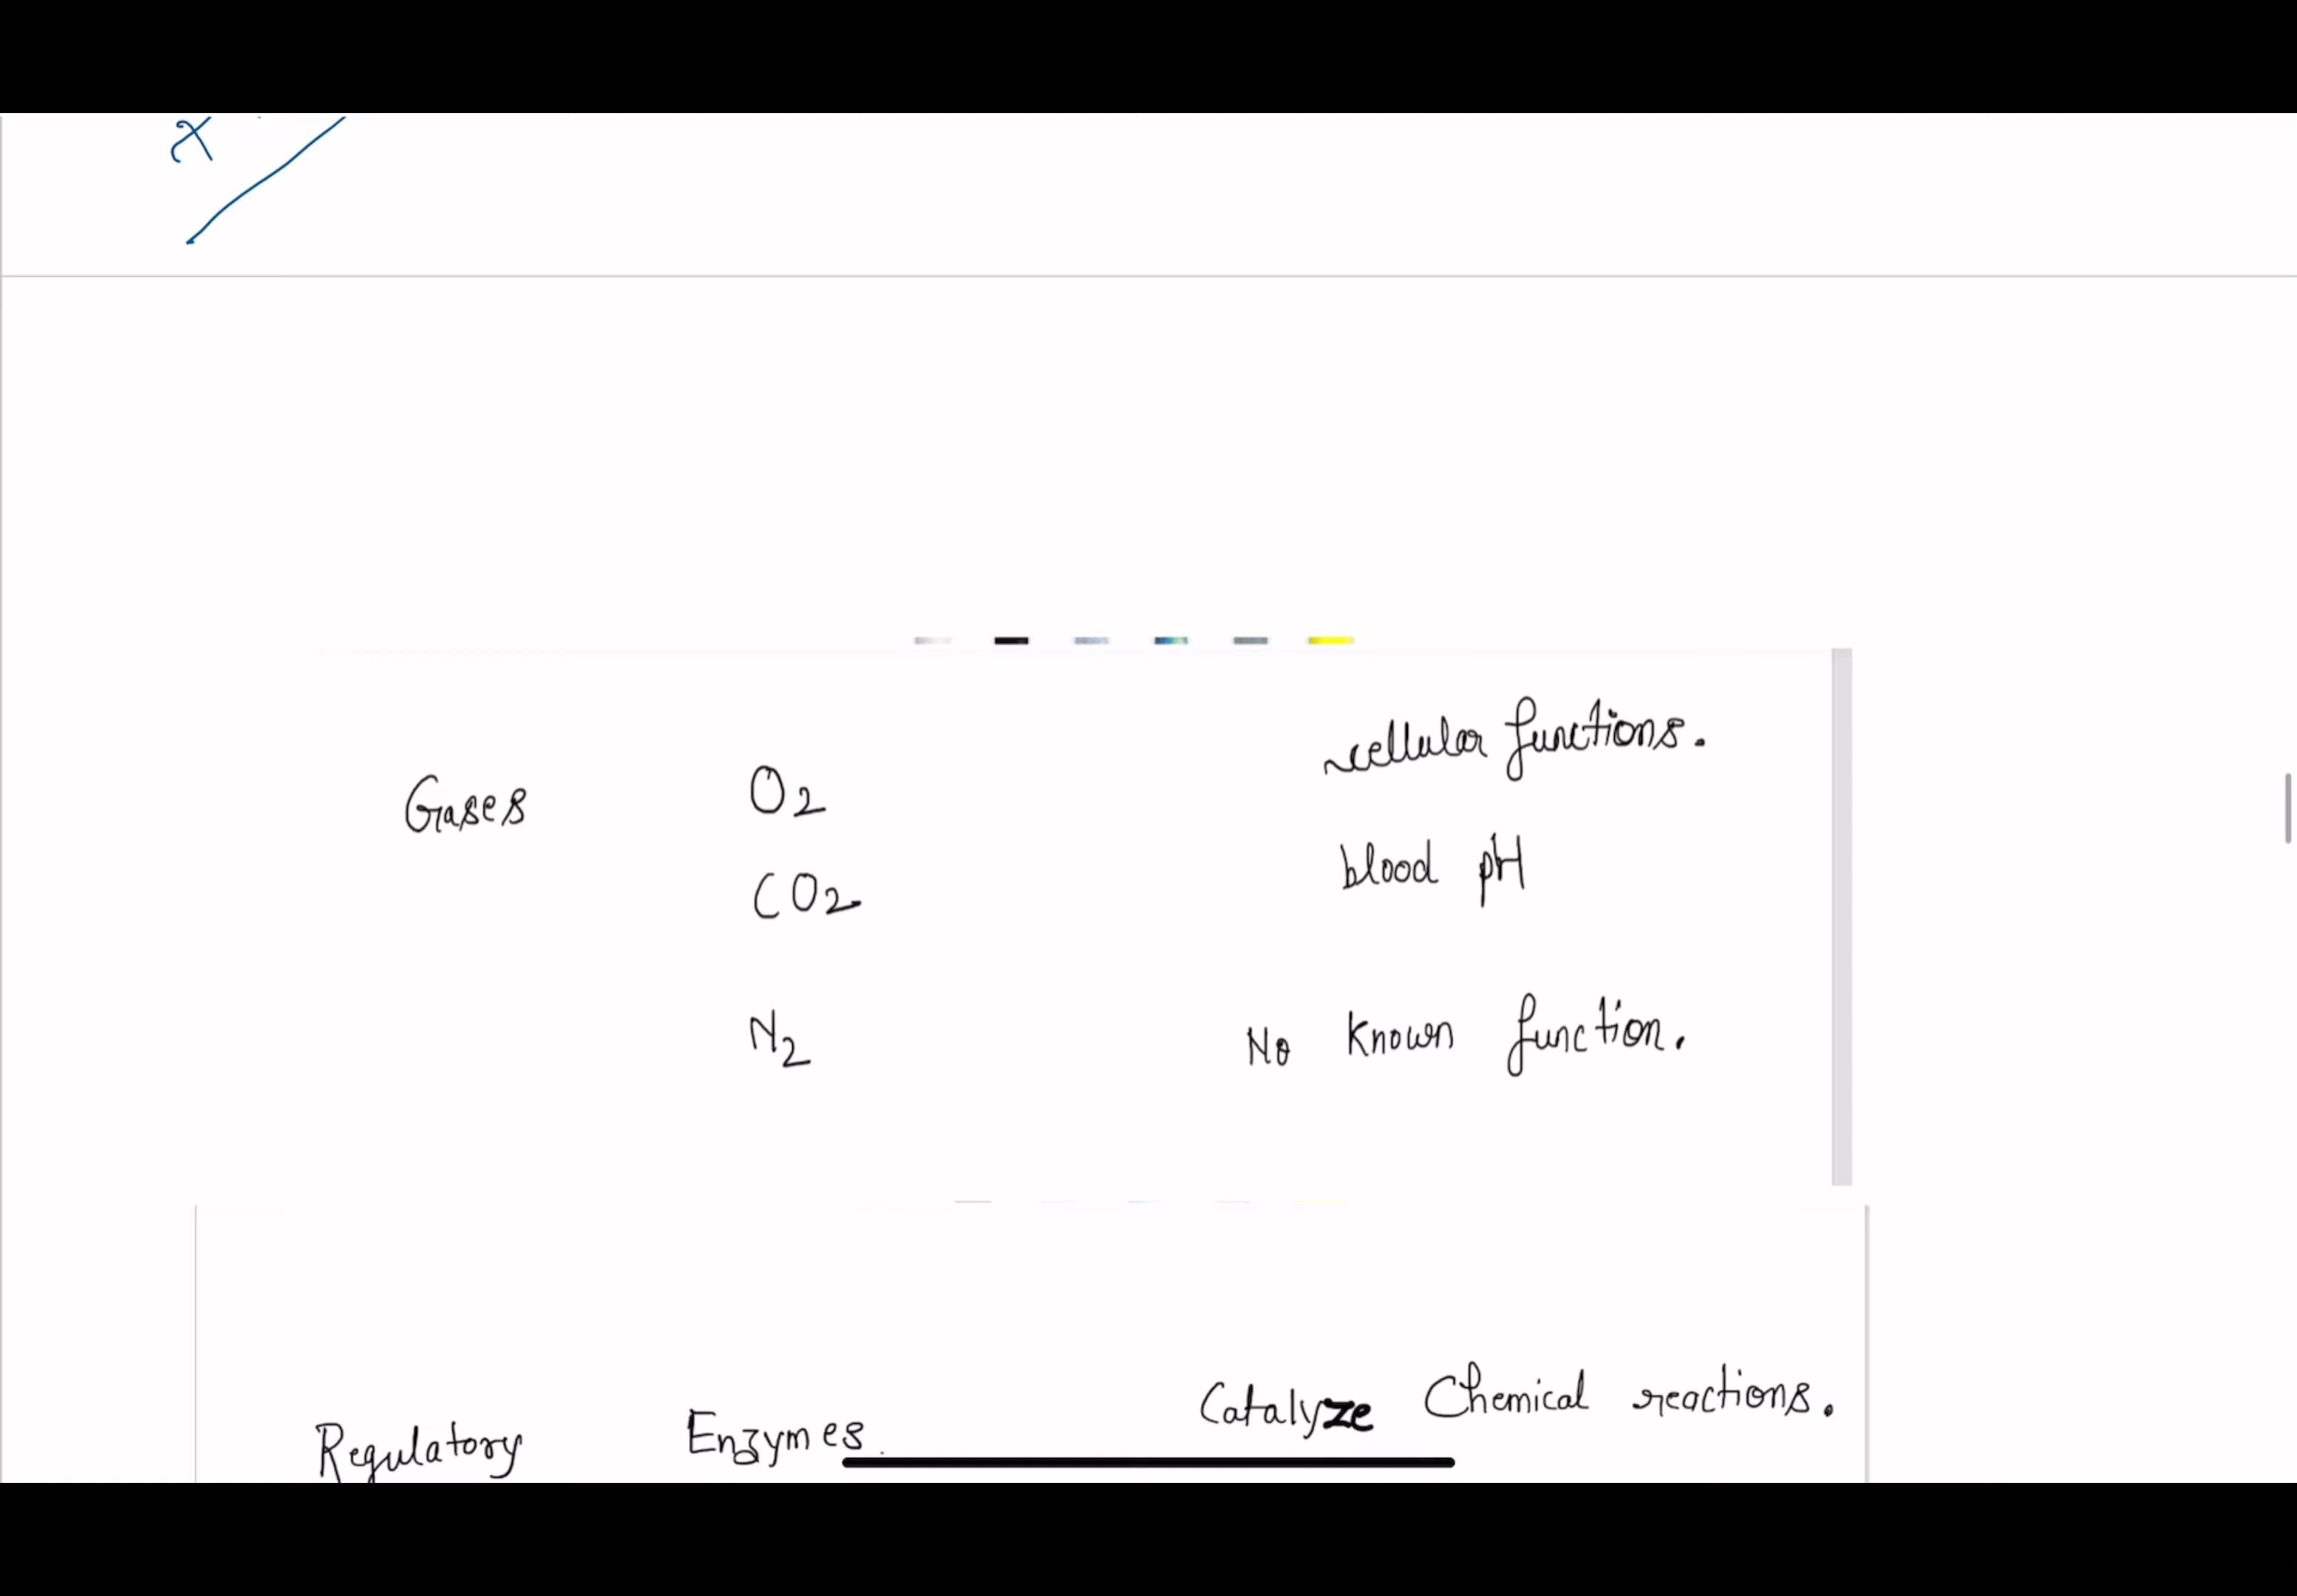 x
cellular functions.
Gases O2
blood pH
CO2
N2 No known function.
Regulatory Enzymes. Catalyze Chemical reactions.